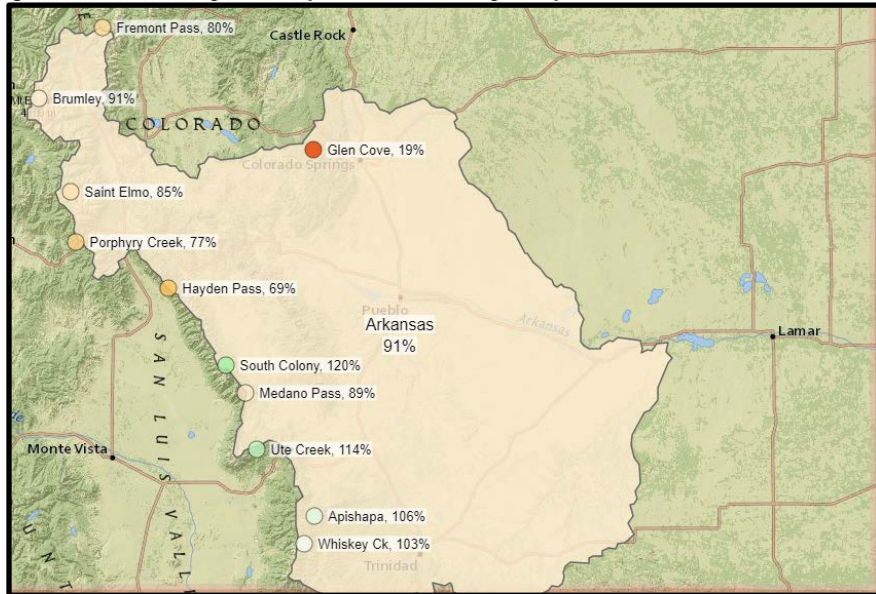 Fremont Pass, 80%
Castle Rock
Brumley, 91%
COLORADO
Glen Cove, 19%
Colorado Springs
Saint Elmo, 85%
Porphyry Creek, 77%
Hayden Pass, 69%
Pueblo
Arkansas
Arkansas
91%
Lamar
SAN LUIS VALL
South Colony, 120%
Medano Pass, 89%
Monte Vista
Ute Creek, 114%
Apishapa, 106%
Whiskey Ck, 103%
Trinidad
U N T